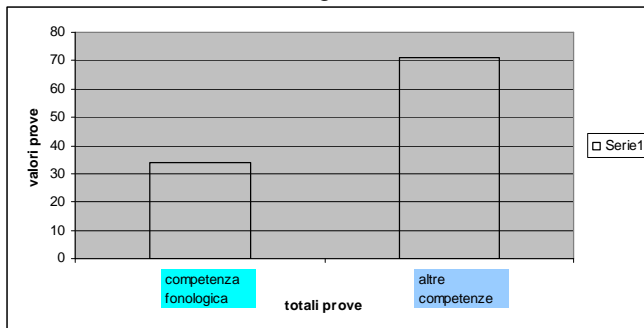 80
70
60
50
40
30
20
10
0
valori prove
competenza
fonologica
altre
competenze
totali prove
Serie1